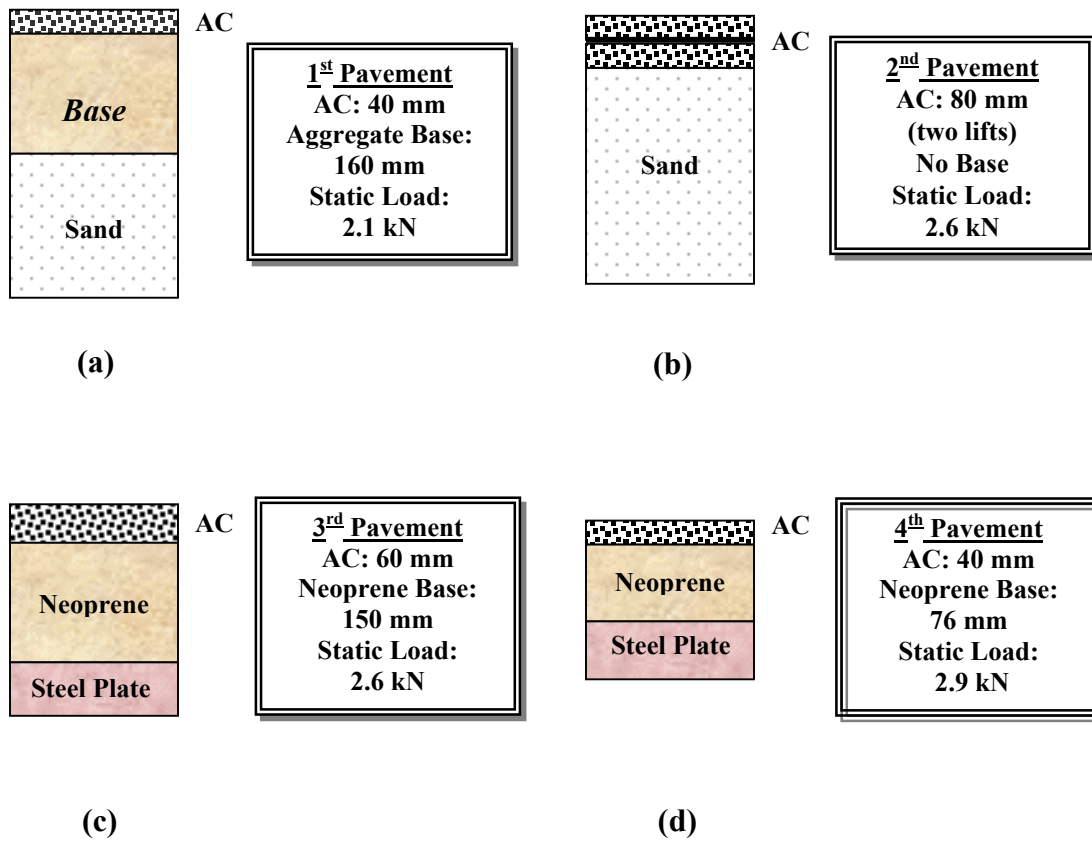 AC
Base
Sand
1st Pavement
AC: 40 mm
Aggregate Base:
160 mm
Static Load:
2.1 kN
(a)
AC
Sand
2nd Pavement
AC: 80 mm
(two lifts)
No Base
Static Load:
2.6 kN
(b)
AC
Neoprene
Steel Plate
3rd Pavement
AC: 60 mm
Neoprene Base:
150 mm
Static Load:
2.6 kN
(c)
AC
Neoprene
Steel Plate
4th Pavement
AC: 40 mm
Neoprene Base:
76 mm
Static Load:
2.9 kN
(d)